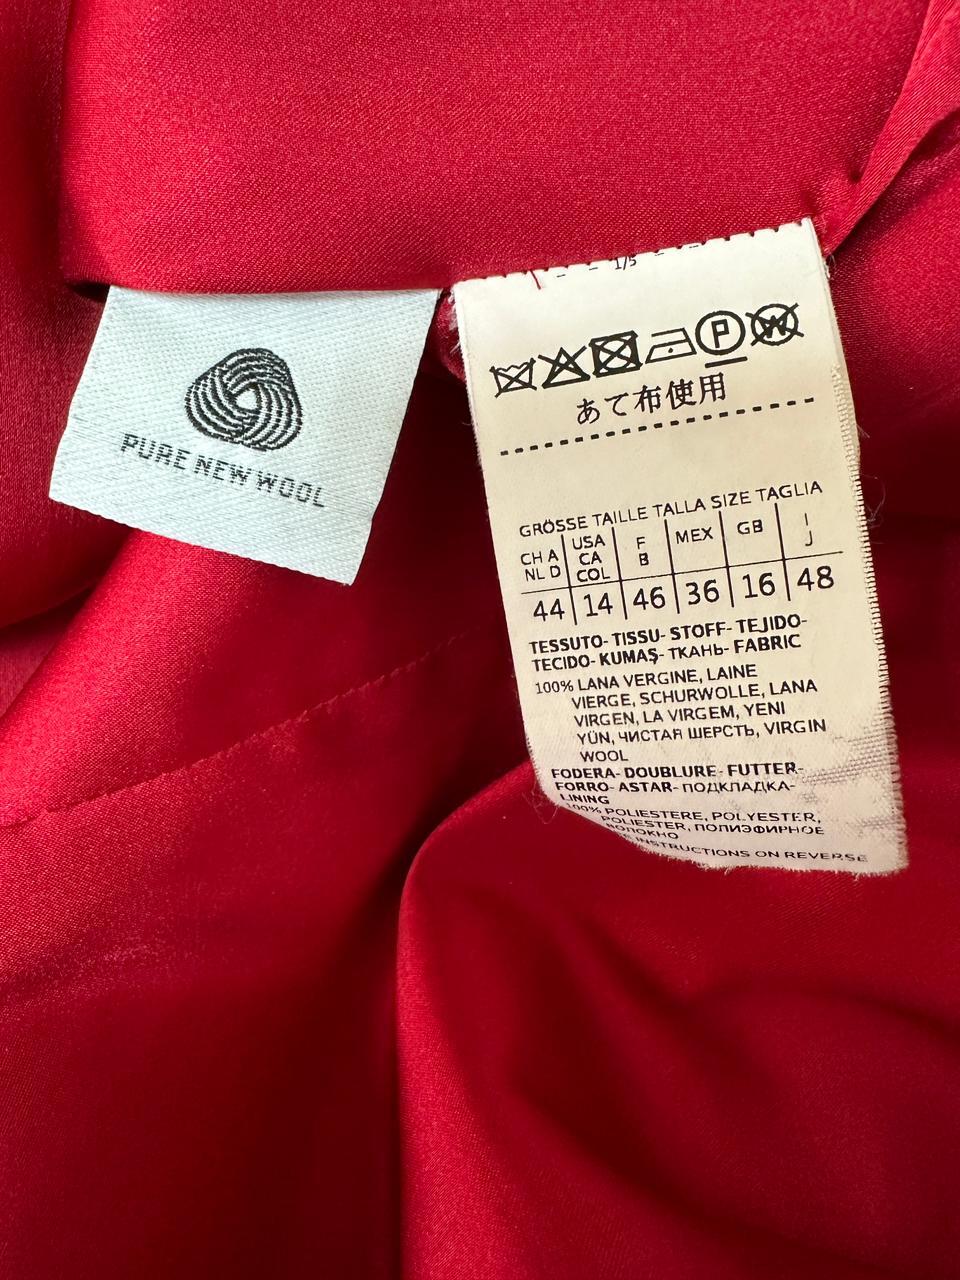 PURE NEW WOOL
1/5
P
W
あて布使用
GRÖSSE TAILLE TALLA SIZE TAGLIA
CH A NL D USA CA COL F B MEX GB I J
44 14 46 36 16 48
TESSUTO- TISSU- STOFF- TEJIDO-
TECIDO- KUMAŞ- ТКАНЬ- FABRIC
100% LANA VERGINE, LAINE
VIERGE, SCHURWOLLE, LANA
VIRGEN, LA VIRGEM, YENI
YÜN, ЧИСТАЯ ШЕРСТЬ, VIRGIN
WOOL
FODERA- DOUBLURE- FUTTER-
FORRO- ASTAR- ПОДКЛАДКА-
LINING
100% POLIESTERE, POLYESTER,
POLIESTER, ПОЛИЭФИРНОЕ
ВОЛОКНО
INSTRUCTIONS ON REVERSE